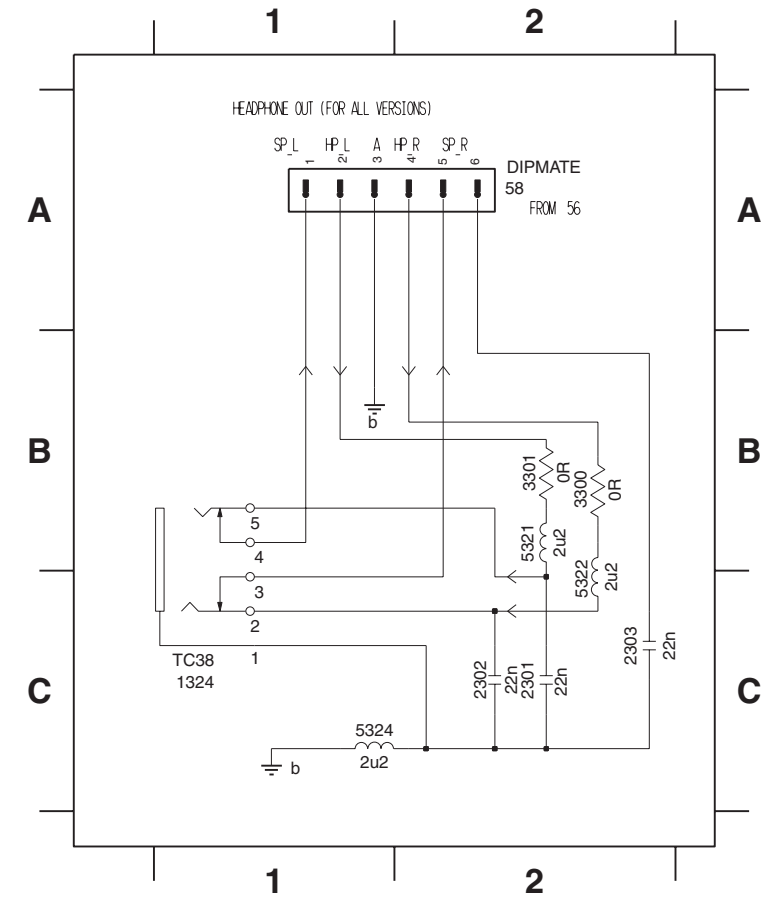 1 2
HEADPHONE OUT (FOR ALL VERSIONS)
SP_L HP_L A HP_R SP_R
1 2 3 4 5 6
DIPMATE
58
FROM 56
A A
b
B B
3301 0R
3300 0R
5321 2u2
5322 2u2
5
4
3
2
1
TC38
1324
2302 22n
2301 22n
2303 22n
C C
5324
2u2
b
1 2